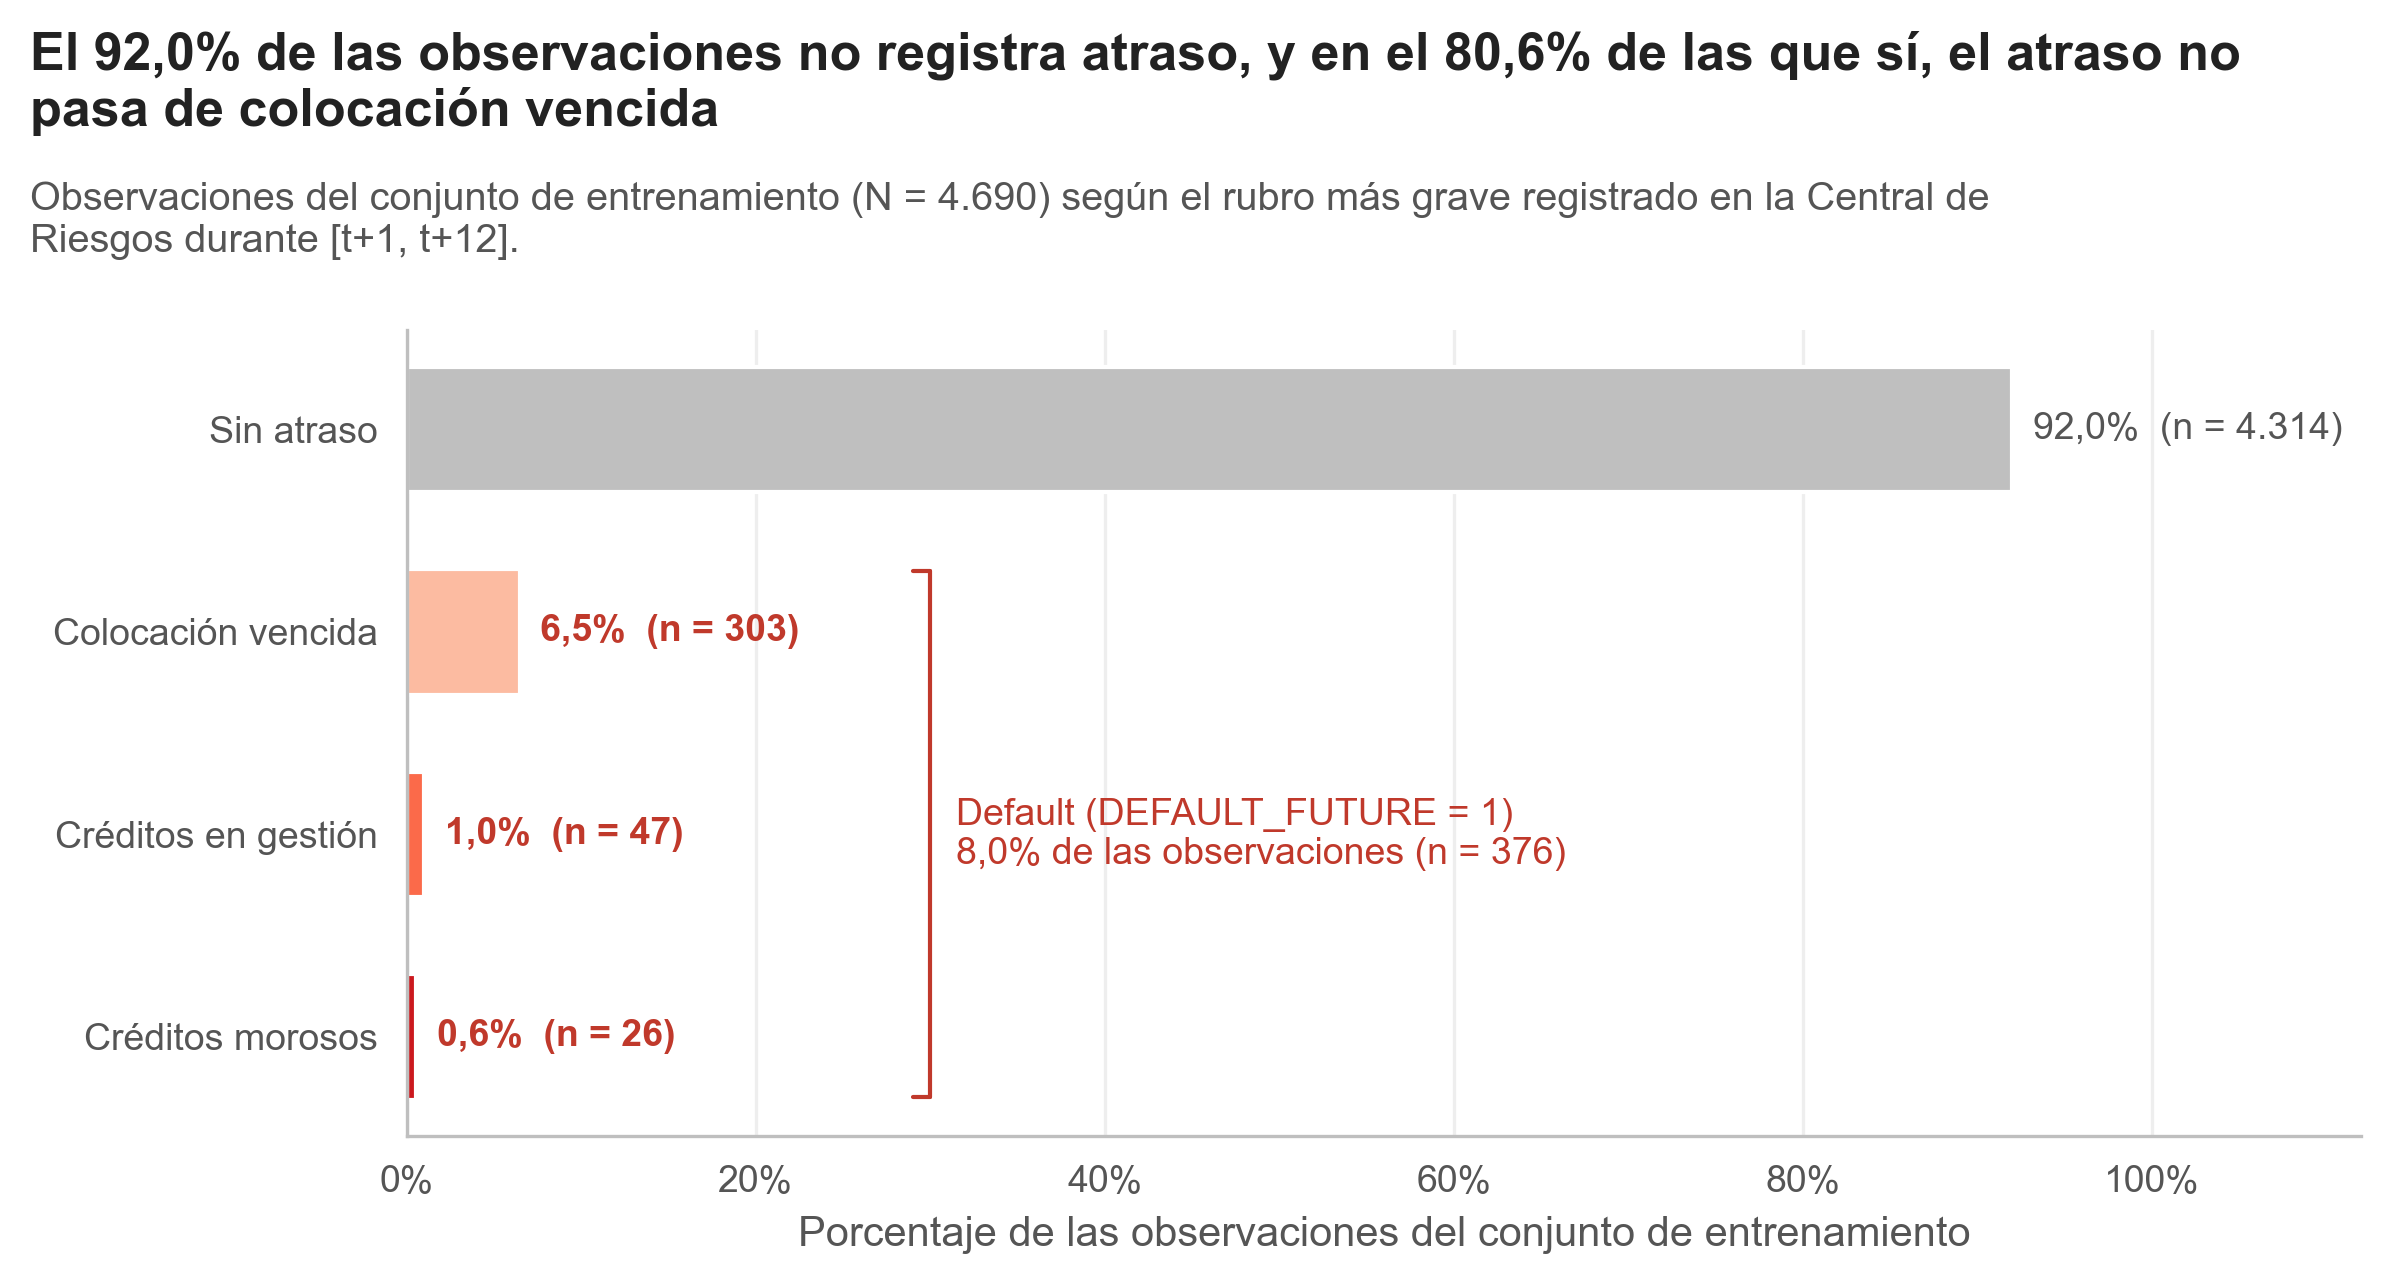 El 92,0% de las observaciones no registra atraso, y en el 80,6% de las que sí, el atraso no
pasa de colocación vencida
Observaciones del conjunto de entrenamiento (N = 4.690) según el rubro más grave registrado en la Central de
Riesgos durante [t+1, t+12].
Sin atraso
92,0% (n = 4.314)
Colocación vencida
6,5% (n = 303)
Créditos en gestión
1,0% (n = 47)
Default (DEFAULT_FUTURE = 1)
8,0% de las observaciones (n = 376)
Créditos morosos
0,6% (n = 26)
0% 20% 40% 60% 80% 100%
Porcentaje de las observaciones del conjunto de entrenamiento